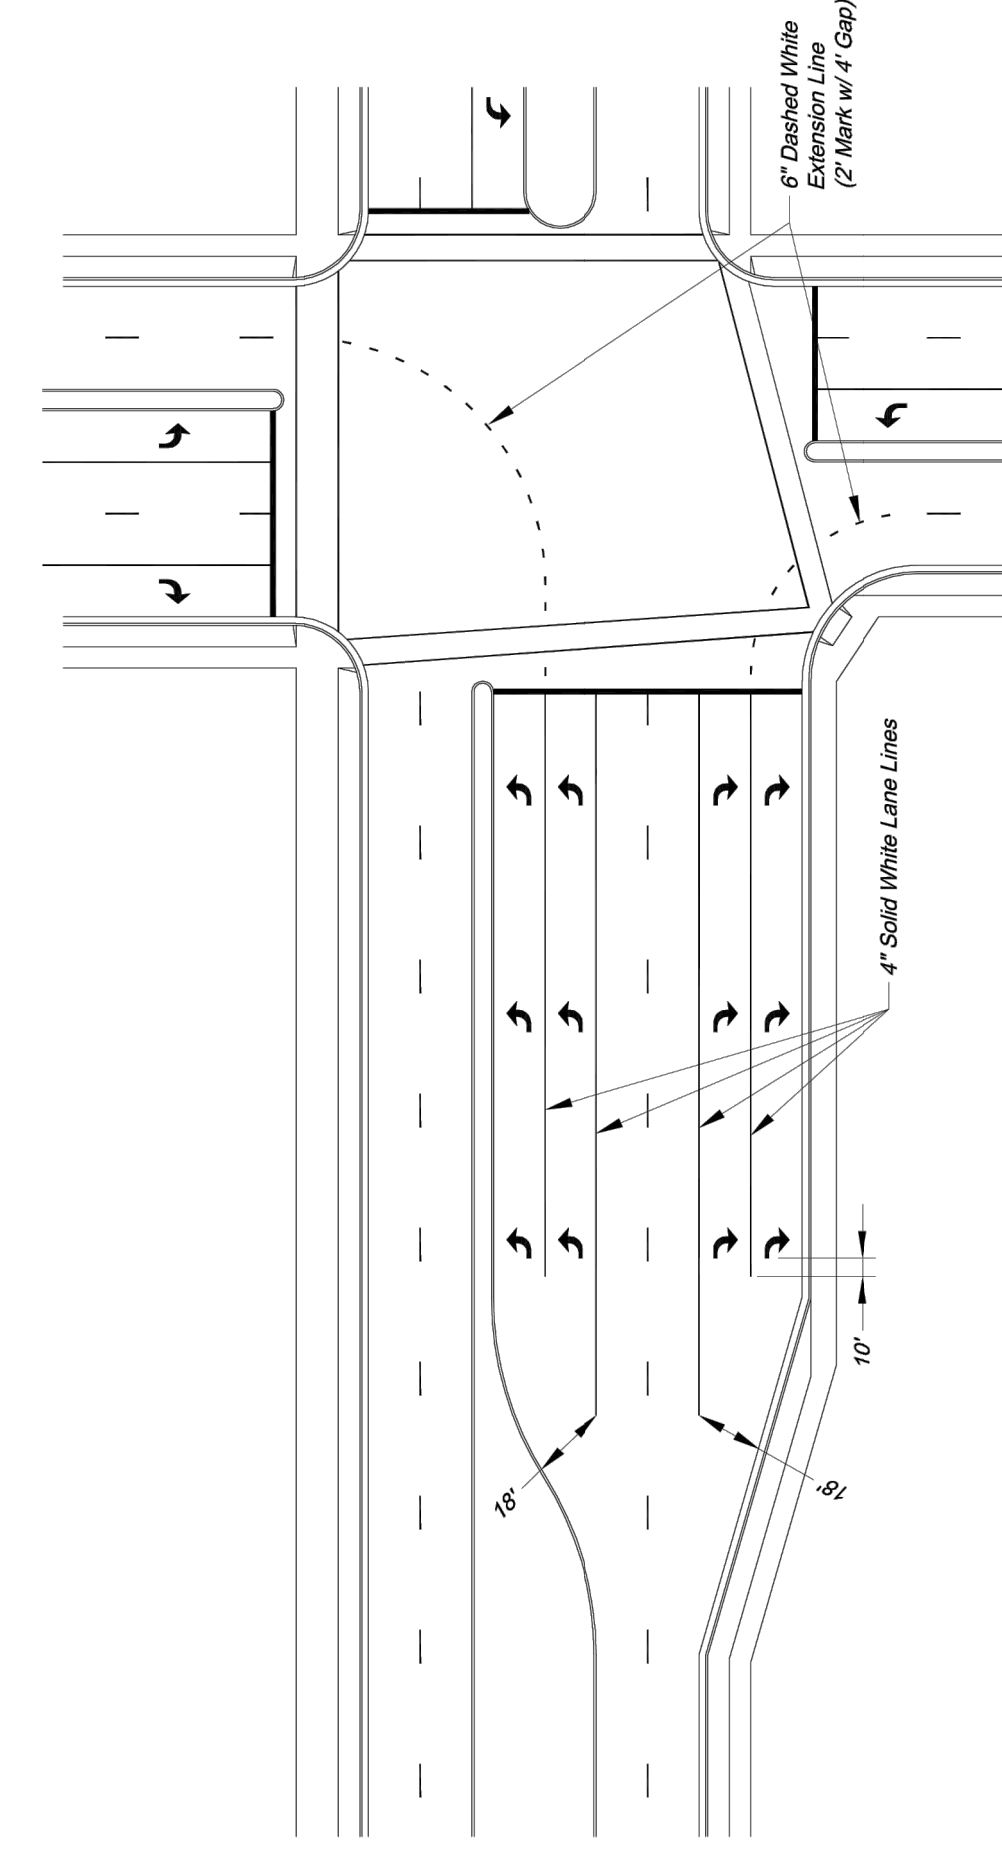 6" Dashed White
Extension Line
(2' Mark w/ 4' Gap)
4" Solid White Lane Lines
10'
18'
18'